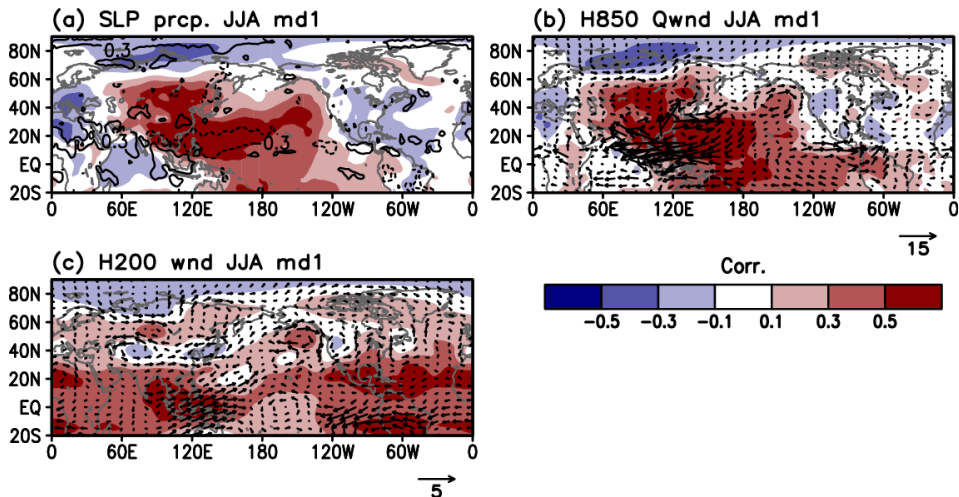 (a) SLP prcp. JJA md1
80N
60N
40N
20N
EQ
20S
0 60E 120E 180 120W 60W 0
0.3
0.3
0.3
(b) H850 Qwnd JJA md1
80N
60N
40N
20N
EQ
20S
0 60E 120E 180 120W 60W 0
15
(c) H200 wnd JJA md1
80N
60N
40N
20N
EQ
20S
0 60E 120E 180 120W 60W 0
5
Corr.
−0.5 −0.3 −0.1 0.1 0.3 0.5